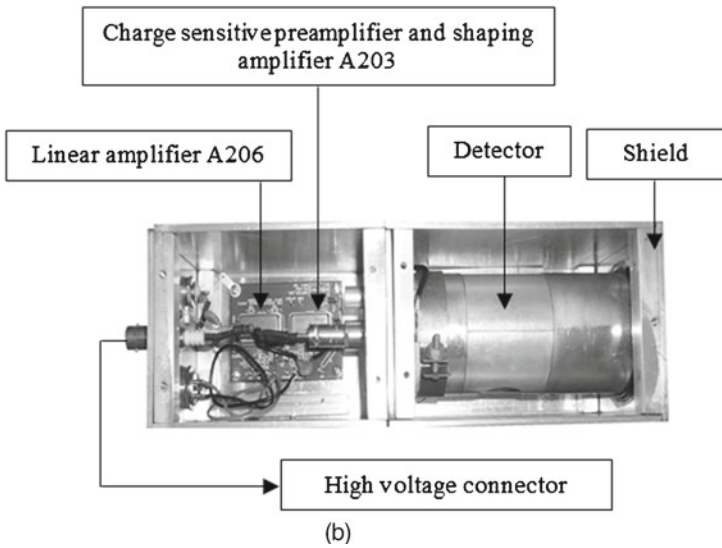 Charge sensitive preamplifier and shaping
amplifier A203
Linear amplifier A206
Detector
Shield
High voltage connector
(b)